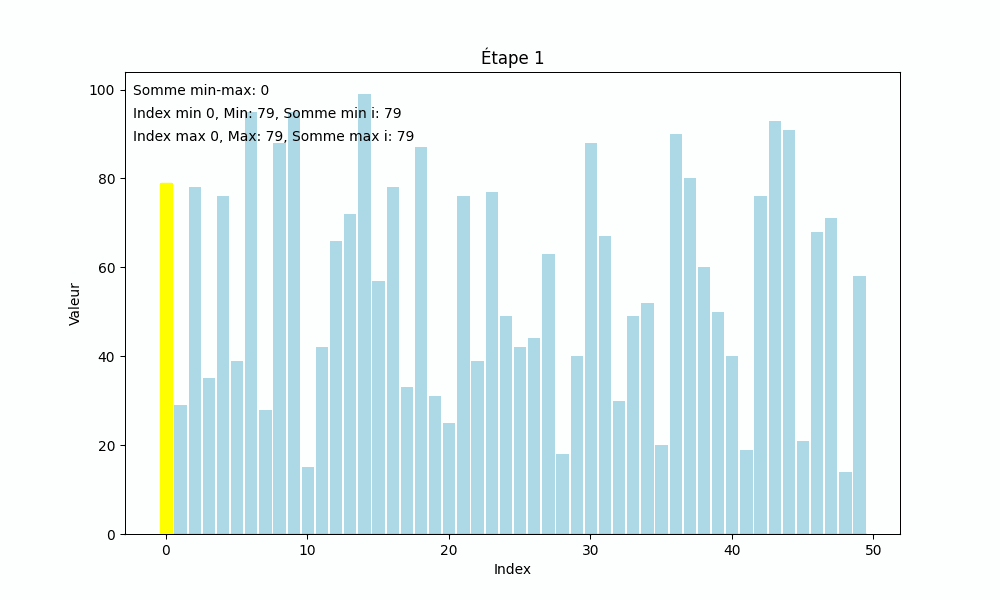 Étape 1
Somme min-max: 0
Index min 0, Min: 79, Somme min i: 79
Index max 0, Max: 79, Somme max i: 79
100
80
60
40
20
0
Valeur
0 10 20 30 40 50
Index